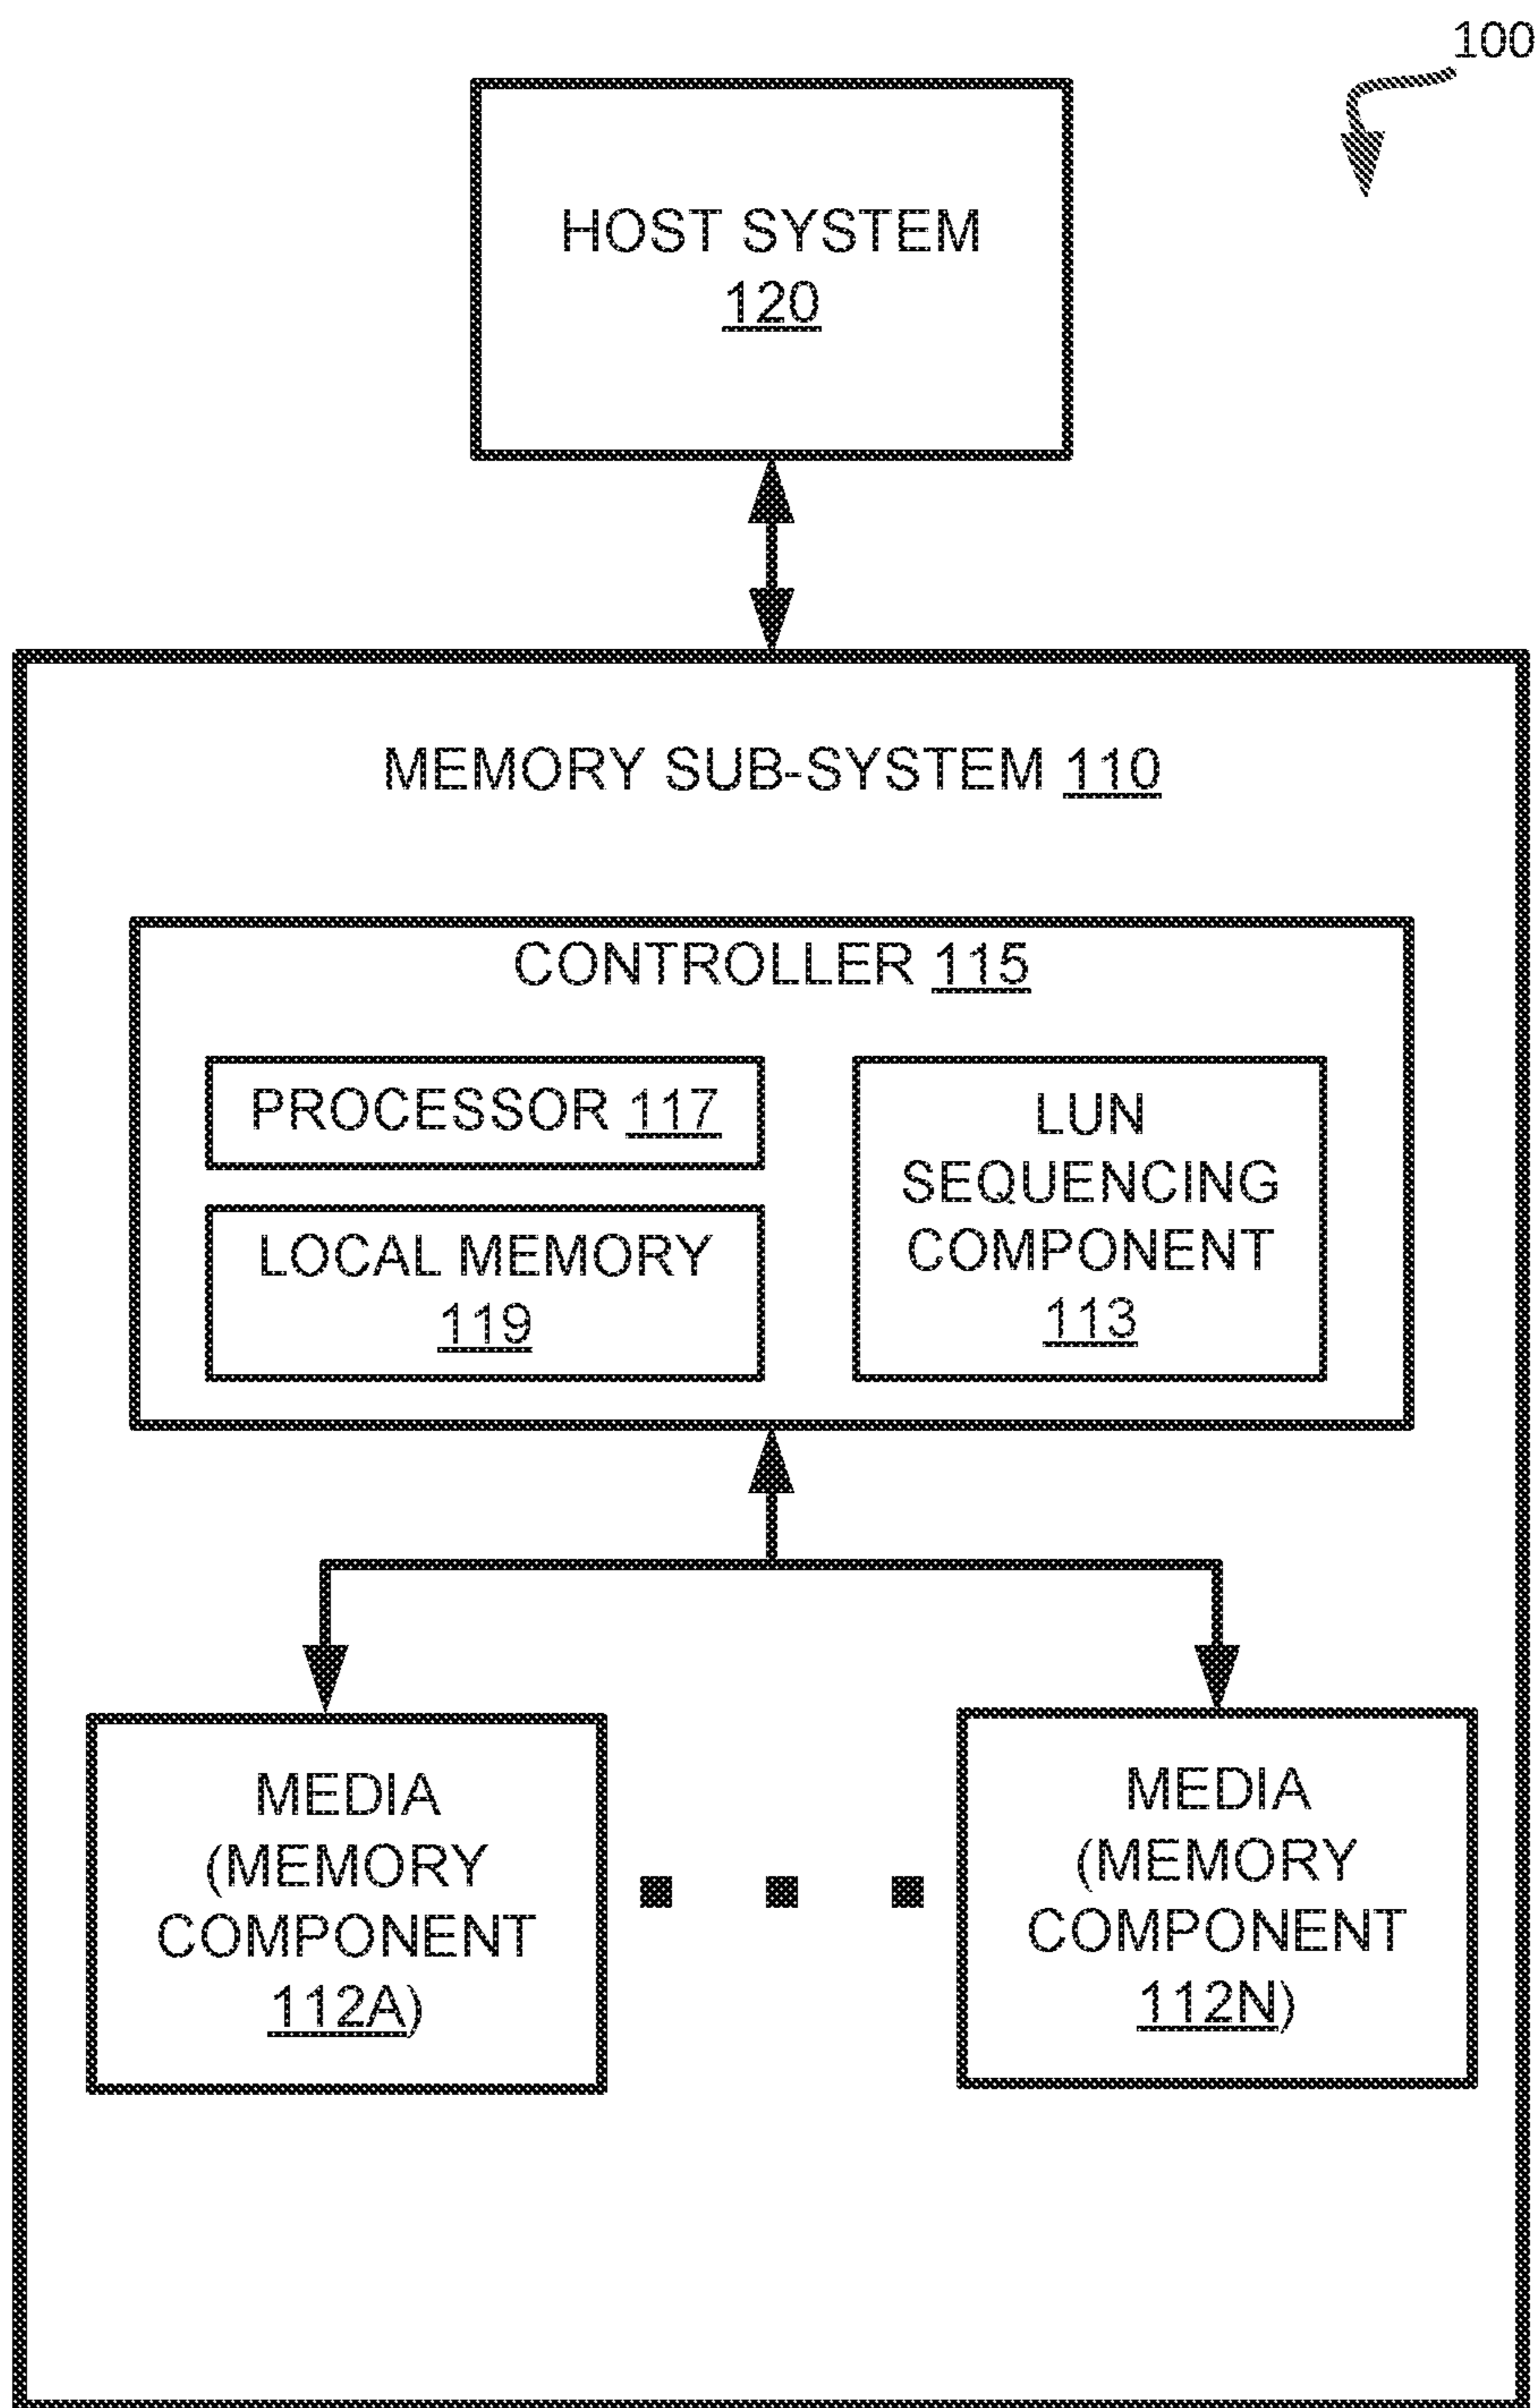 100
HOST SYSTEM
120
MEMORY SUB-SYSTEM 110
CONTROLLER 115
PROCESSOR 117
LOCAL MEMORY
119
LUN
SEQUENCING
COMPONENT
113
MEDIA
(MEMORY
COMPONENT
112A)
MEDIA
(MEMORY
COMPONENT
112N)